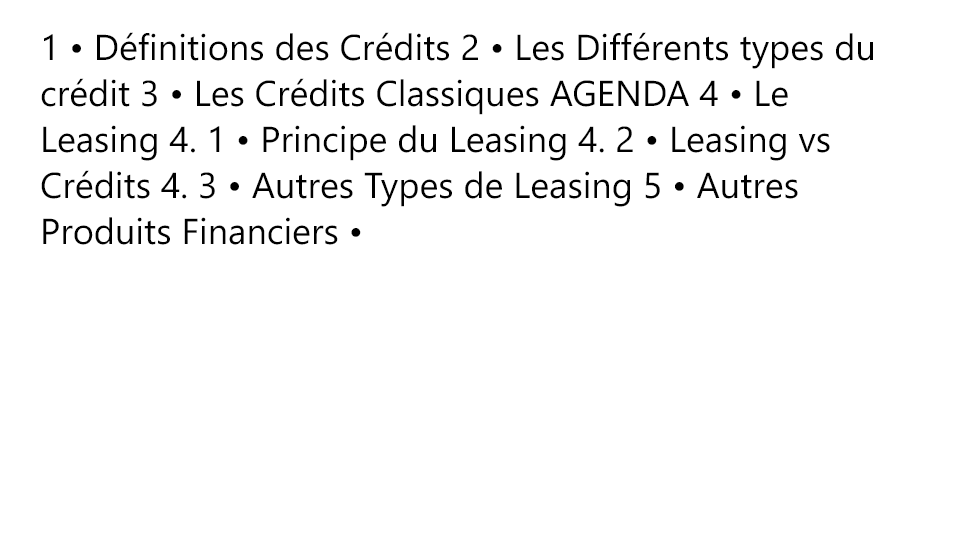 1 • Définitions des Crédits 2 • Les Différents types du
crédit 3 • Les Crédits Classiques AGENDA 4 • Le
Leasing 4. 1 • Principe du Leasing 4. 2 • Leasing vs
Crédits 4. 3 • Autres Types de Leasing 5 • Autres
Produits Financiers •